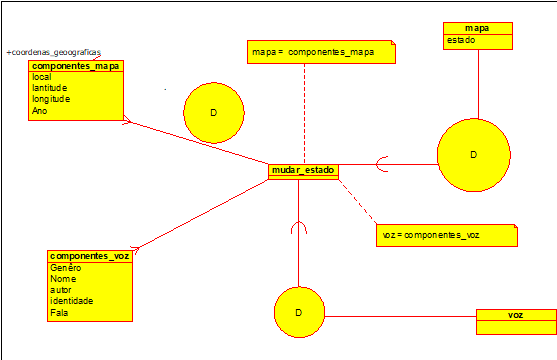 +coordenas_geoograficas
componentes_mapa
local
lantitude
longitude
Ano
D
mapa = componentes_mapa
mapa
estado
D
mudar_estado
voz = componentes_voz
componentes_voz
Genêro
Nome
autor
identidade
Fala
D
voz